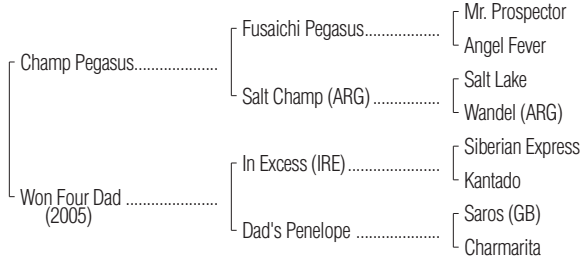 Mr. Prospector
Fusaichi Pegasus..................
Angel Fever
Champ Pegasus....................
Salt Lake
Salt Champ (ARG) ................
Wandel (ARG)
Siberian Express
In Excess (IRE)......................
Kantado
Won Four Dad ......................
(2005)
Saros (GB)
Dad's Penelope ....................
Charmarita